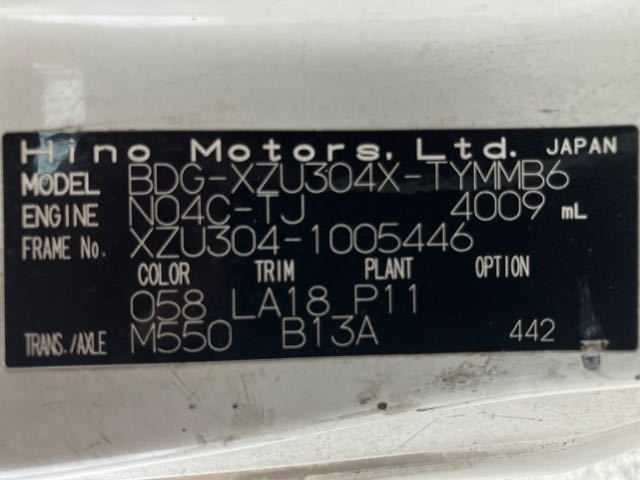 Hino Motors, Ltd. JAPAN
MODEL BDG-XZU304X-TYMMB6
ENGINE N04C-TJ 4009 mL
FRAME No. XZU304-1005446
COLOR TRIM PLANT OPTION
058 LA18 P11
TRANS./AXLE M550 B13A 442